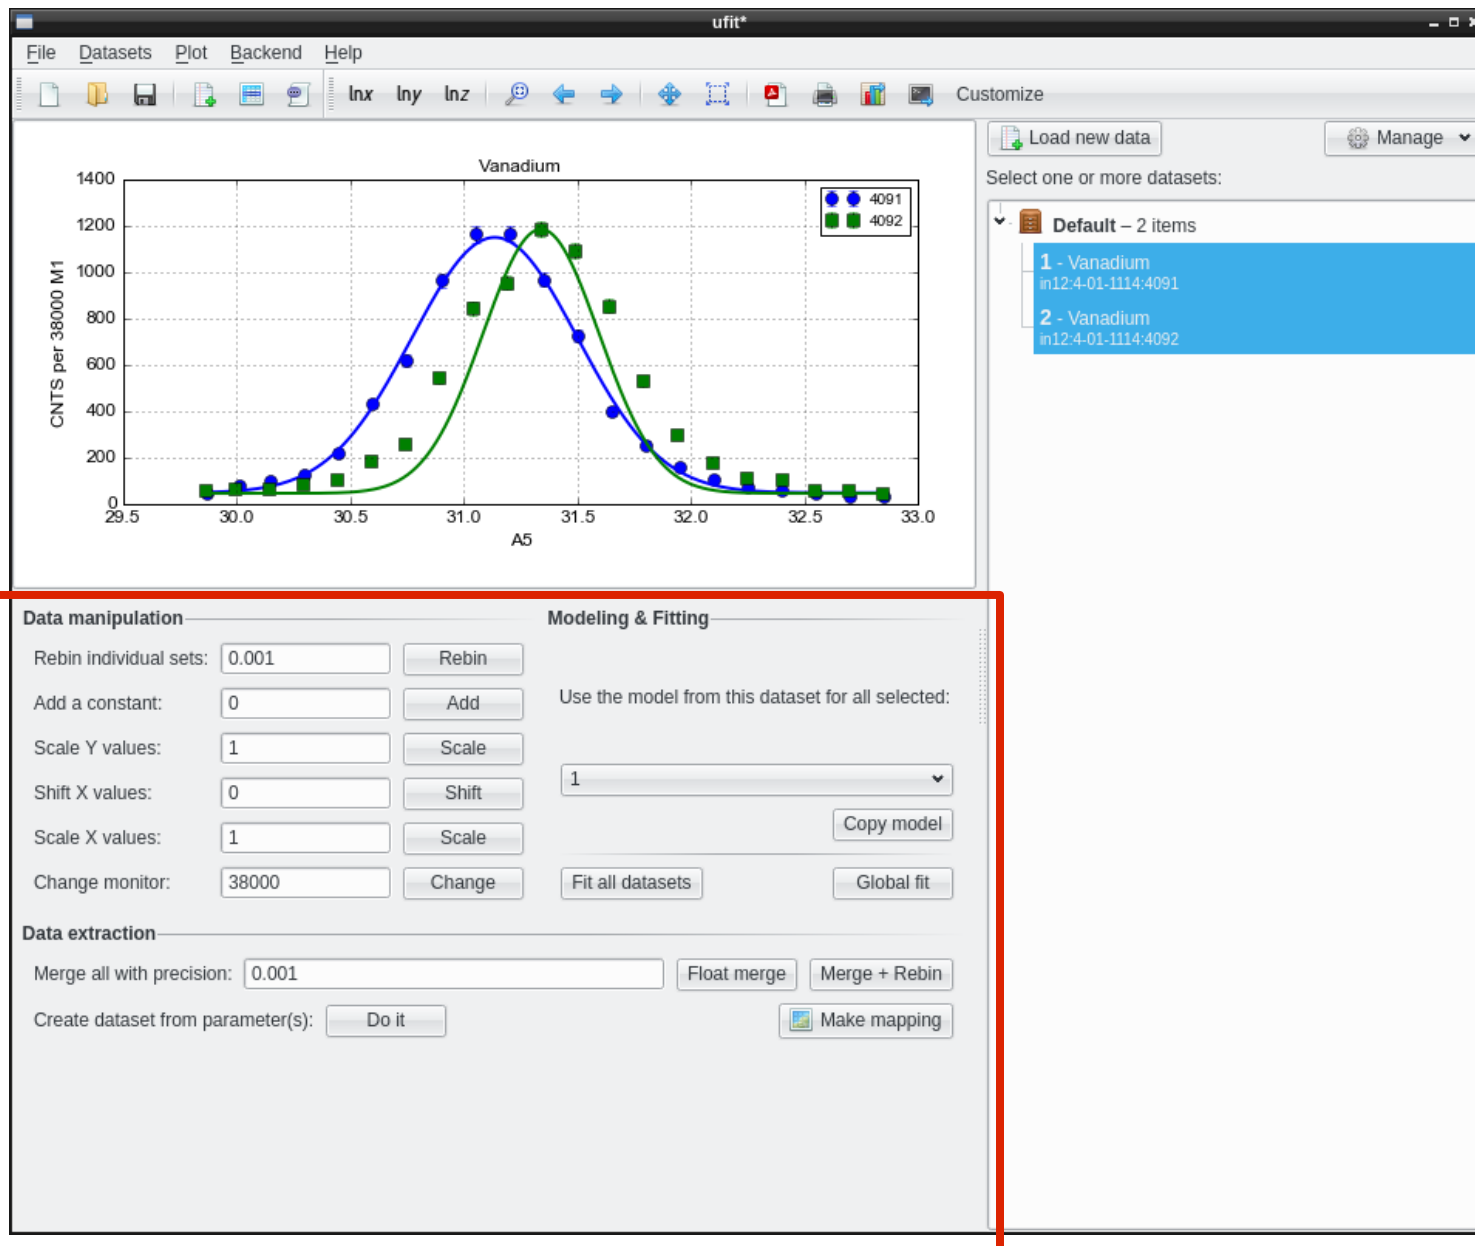 ufit*
File Datasets Plot Backend Help
lnx lny lnz Customize
Load new data Manage
Select one or more datasets:
Default – 2 items
1 - Vanadium
in12:4-01-1114:4091
2 - Vanadium
in12:4-01-1114:4092
Vanadium
1400
1200
1000
800
600
400
200
0
CNTS per 38000 M1
4091
4092
29.5 30.0 30.5 31.0 31.5 32.0 32.5 33.0
A5
Data manipulation
Rebin individual sets: 0.001 Rebin
Add a constant: 0 Add
Scale Y values: 1 Scale
Shift X values: 0 Shift
Scale X values: 1 Scale
Change monitor: 38000 Change
Modeling & Fitting
Use the model from this dataset for all selected:
1
Copy model
Fit all datasets Global fit
Data extraction
Merge all with precision: 0.001 Float merge Merge + Rebin
Create dataset from parameter(s): Do it Make mapping